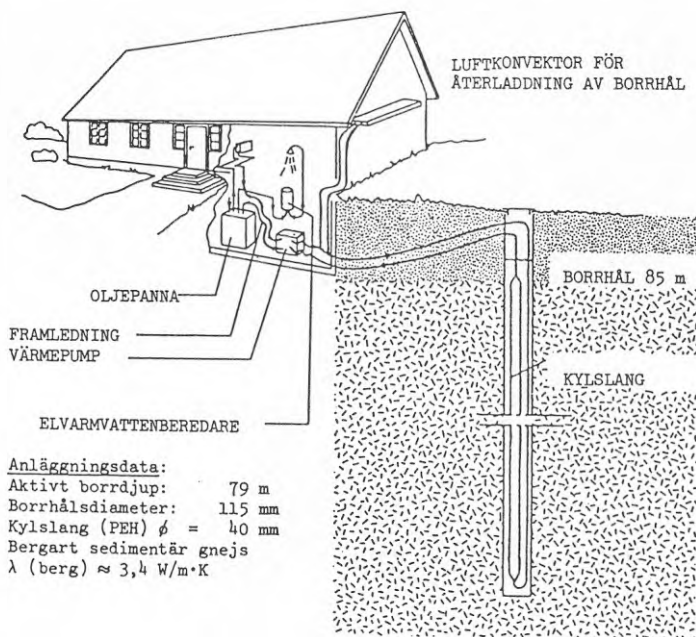 LUFTKONVEKTOR FÖR
ÅTERLADDNING AV BORRHÅL
BORRHÅL 85 m
OLJEPANNA
FRAMLEDNING
VÄRMEPUMP
KYLSLANG
ELVARMVATTENBEREDARE
Anläggningsdata:
Aktivt borrdjup: 79 m
Borrhålsdiameter: 115 mm
Kylslang (PEH) ϕ = 40 mm
Bergart sedimentär gnejs
λ (berg) ≈ 3,4 W/m·K